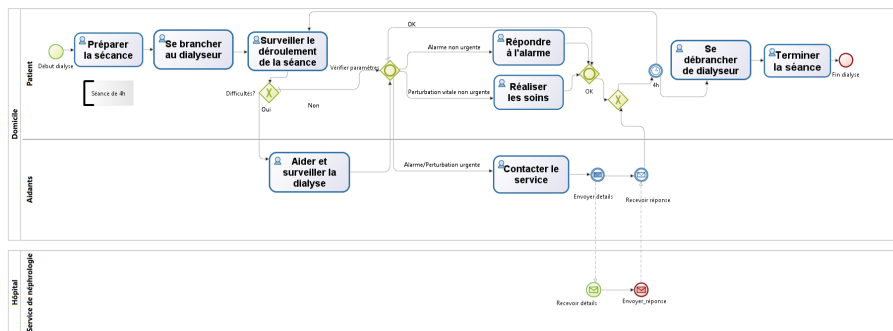 Domicile
Patient
Début dialyse
Préparer
la sécance
Séance de 4h
Se brancher
au dialyseur
Surveiller le
déroulement
de la séance
Difficultés?
Oui
Non
Vérifier paramètres
OK
Alarme non urgente
Répondre
à l'alarme
Perturbation vitale non urgente
Réaliser
les soins
OK
4h
Se
débrancher
de dialyseur
Terminer
la séance
Fin dialyse
Aidants
Aider et
surveiller la
dialyse
Alarme/Perturbation urgente
Contacter le
service
Envoyer détails
Recevoir réponse
Hôpital
Service de néphrologie
Recevoir détails
Envoyer_réponse